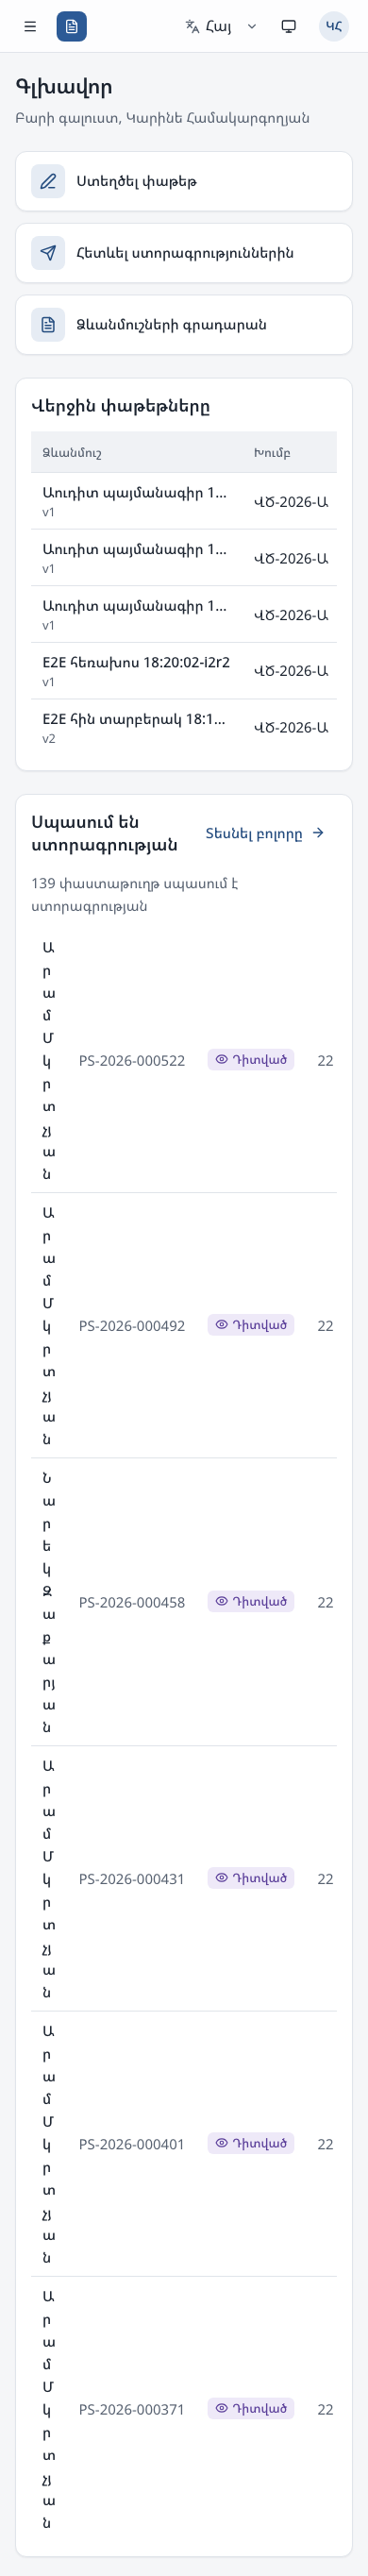 Հայ
ԿՀ
Գլխավոր
Բարի գալուստ, Կարինե Համակարգողյան
Ստեղծել փաթեթ
Հետևել ստորագրություններին
Ձևանմուշների գրադարան
Վերջին փաթեթները
Ձևանմուշ Խումբ
Աուդիտ պայմանագիր 1... ՎԾ-2026-Ա
v1
Աուդիտ պայմանագիր 1... ՎԾ-2026-Ա
v1
Աուդիտ պայմանագիր 1... ՎԾ-2026-Ա
v1
E2E հեռախոս 18:20:02-i2r2 ՎԾ-2026-Ա
v1
E2E հին տարբերակ 18:1... ՎԾ-2026-Ա
v2
Սպասում են
ստորագրության
Տեսնել բոլորը
139 փաստաթուղթ սպասում է
ստորագրության
Արամ Մկրտչյան PS-2026-000522 Դիտված 22
Արամ Մկրտչյան PS-2026-000492 Դիտված 22
Նարեկ Զաքարյան PS-2026-000458 Դիտված 22
Արամ Մկրտչյան PS-2026-000431 Դիտված 22
Արամ Մկրտչյան PS-2026-000401 Դիտված 22
Արամ Մկրտչյան PS-2026-000371 Դիտված 22